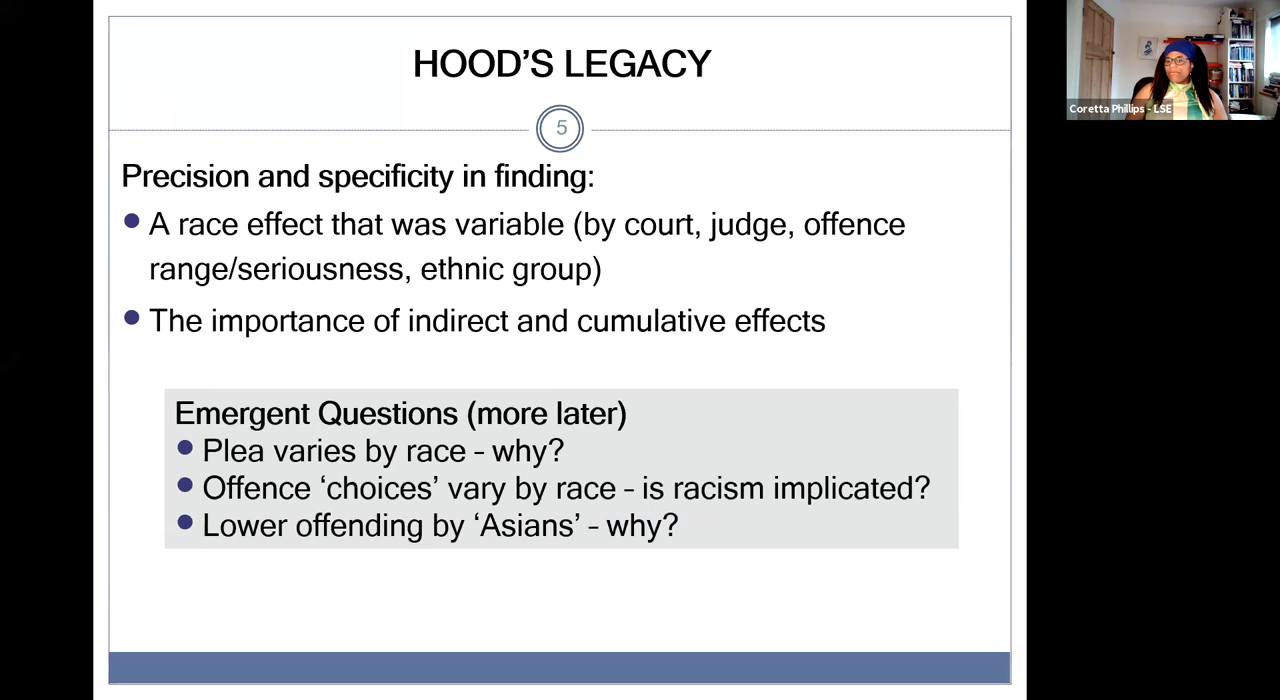 HOOD’S LEGACY
5
Precision and specificity in finding:
A race effect that was variable (by court, judge, offence
range/seriousness, ethnic group)
The importance of indirect and cumulative effects
Emergent Questions (more later)
Plea varies by race - why?
Offence ‘choices’ vary by race - is racism implicated?
Lower offending by ‘Asians’ - why?
Coretta Phillips - LSE